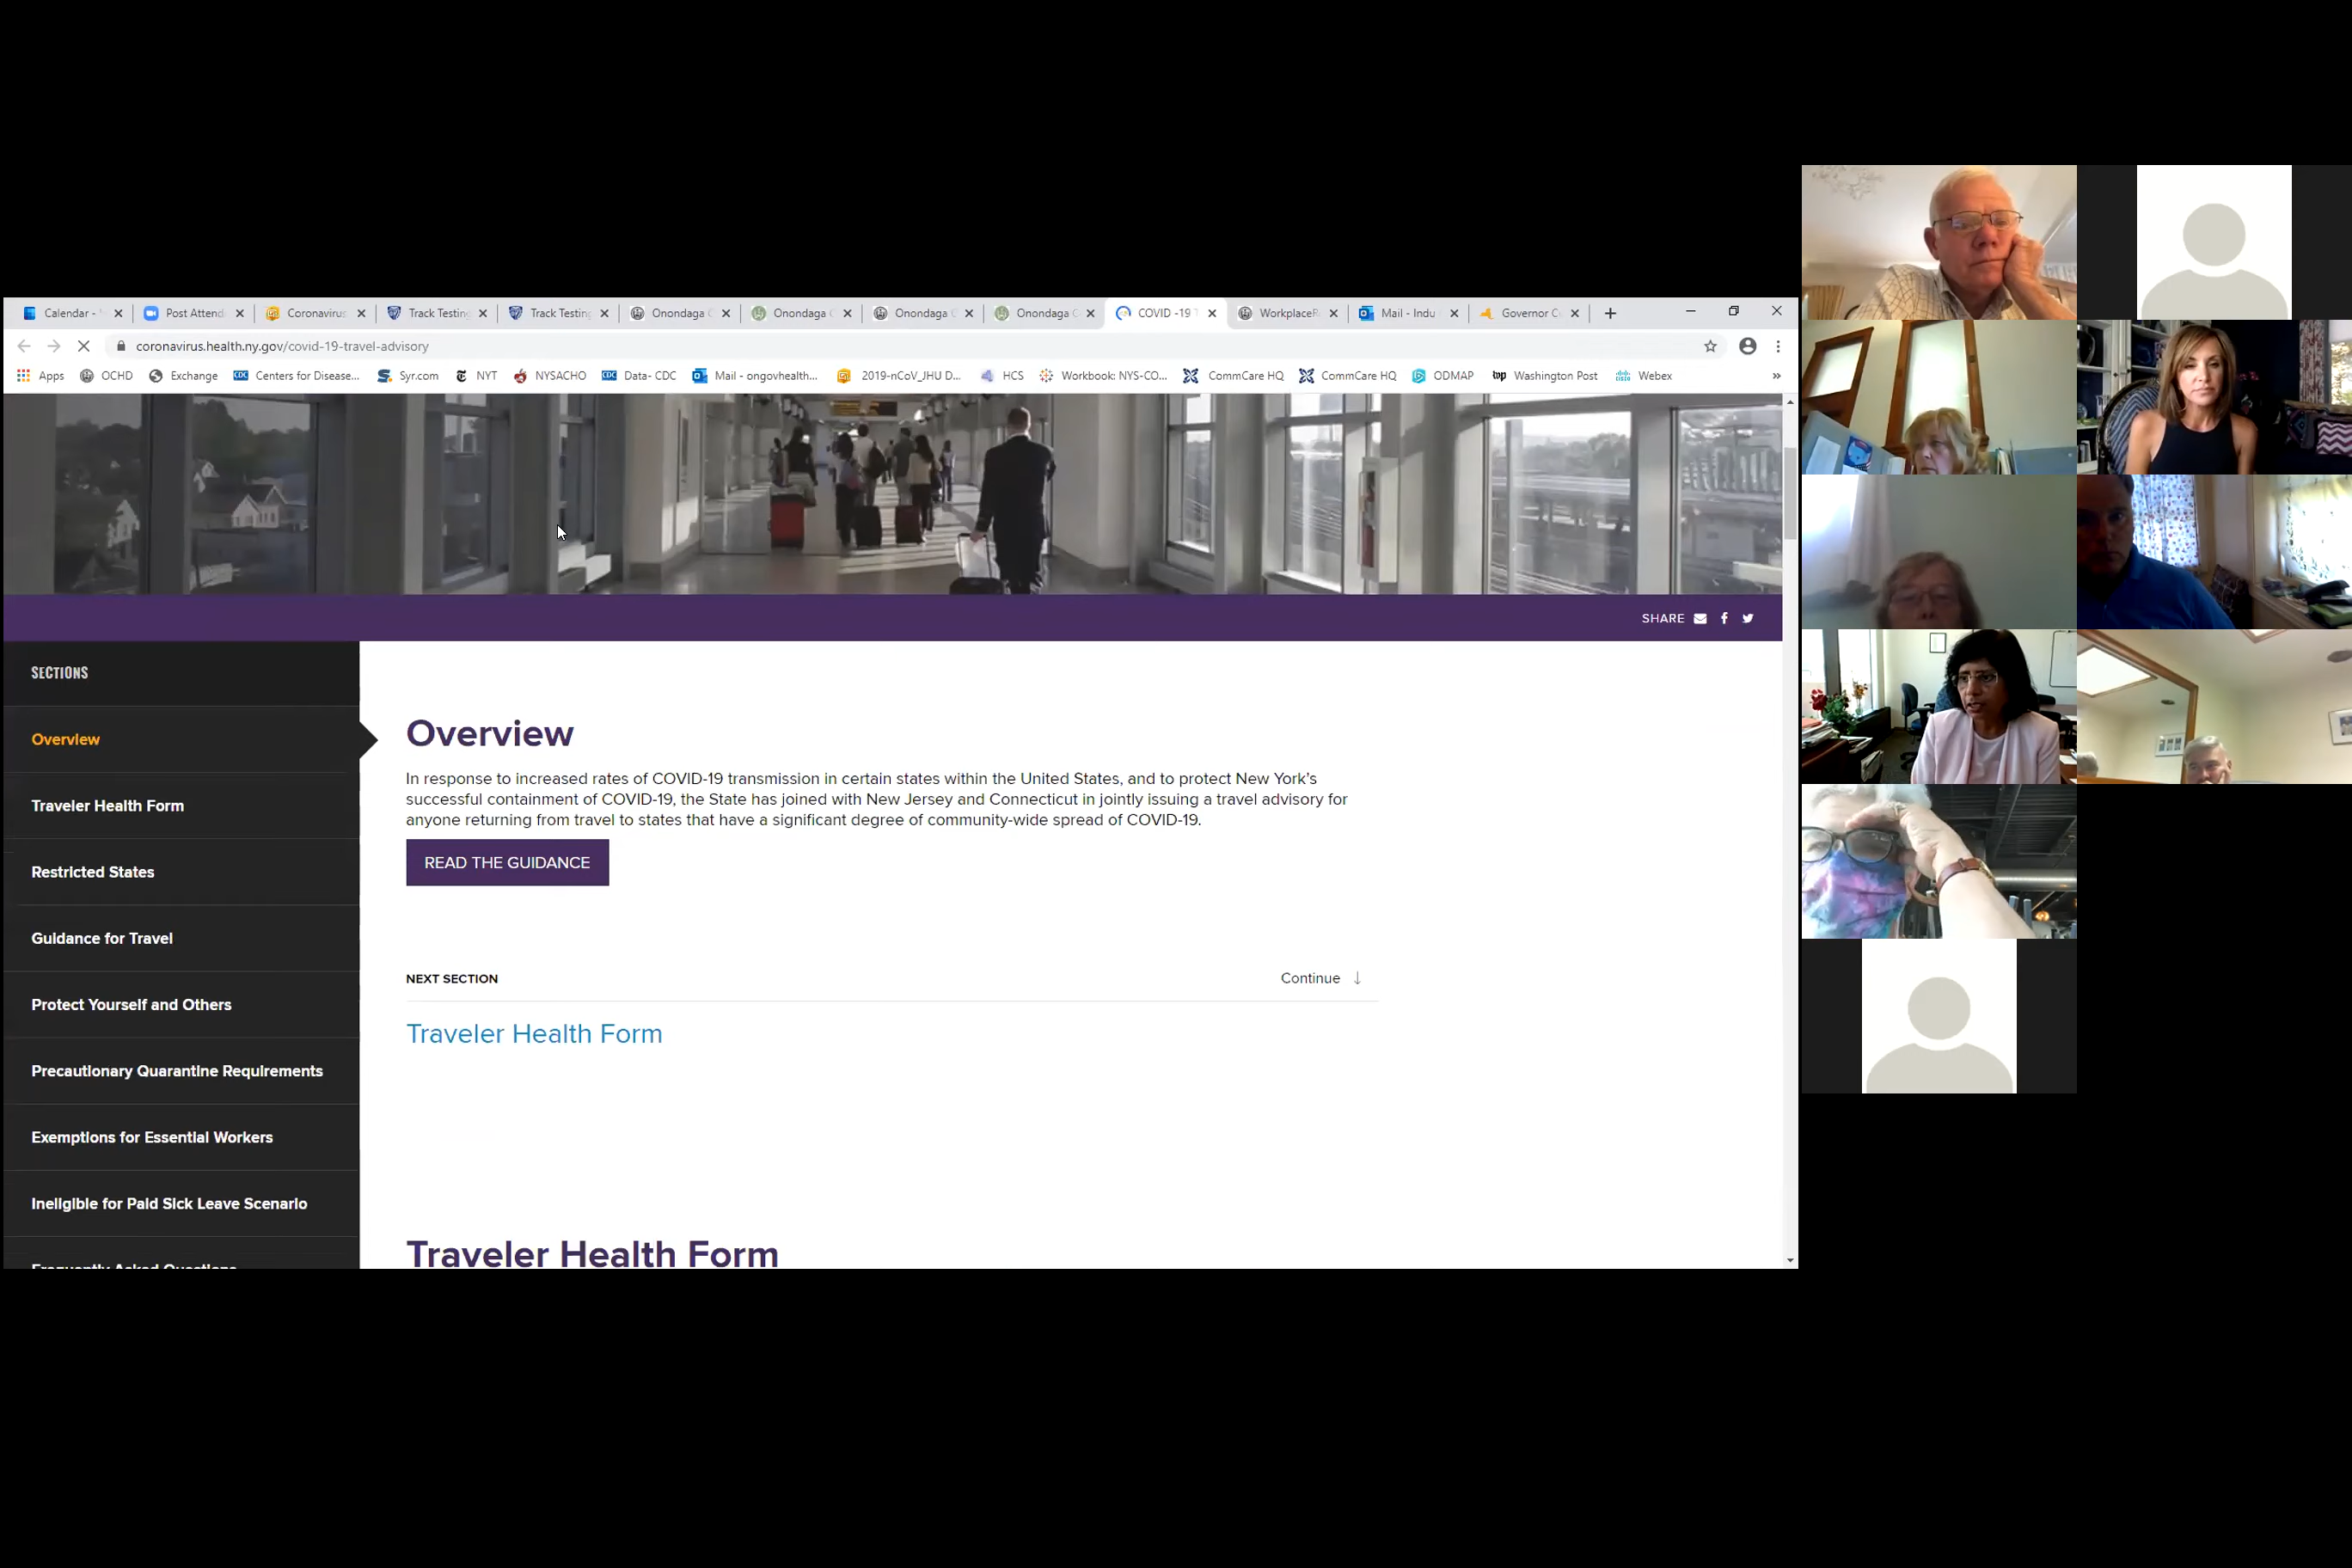 Calendar -
Post Attend
Coronavirus
Track Testing
Track Testing
Onondaga C
Onondaga C
Onondaga C
Onondaga C
COVID -19 T
WorkplaceR
Mail - Indu
Governor C
coronavirus.health.ny.gov/covid-19-travel-advisory
Apps
OCHD
Exchange
CDC
Centers for Disease...
Syr.com
NYT
NYSACHO
CDC
Data- CDC
Mail - ongovhealth...
2019-nCoV_JHU D...
HCS
Workbook: NYS-CO...
CommCare HQ
CommCare HQ
ODMAP
wp
Washington Post
Webex
»
SHARE
SECTIONS
Overview
Traveler Health Form
Restricted States
Guidance for Travel
Protect Yourself and Others
Precautionary Quarantine Requirements
Exemptions for Essential Workers
Ineligible for Paid Sick Leave Scenario
Frequently Asked Questions
Overview
In response to increased rates of COVID-19 transmission in certain states within the United States, and to protect New York's
successful containment of COVID-19, the State has joined with New Jersey and Connecticut in jointly issuing a travel advisory for
anyone returning from travel to states that have a significant degree of community-wide spread of COVID-19.
READ THE GUIDANCE
NEXT SECTION
Continue ↓
Traveler Health Form
Traveler Health Form